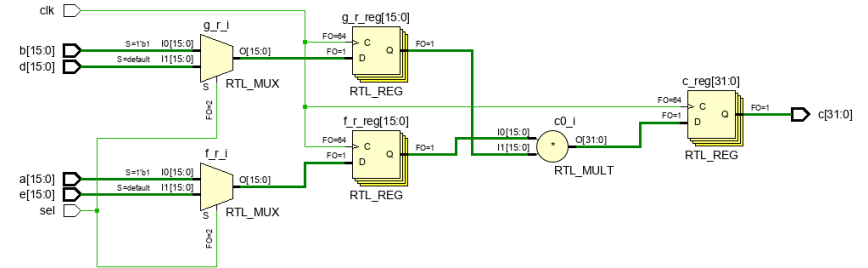 clk
g_r_i
g_r_reg[15:0]
b[15:0]
d[15:0]
S=1'b1
I0[15:0]
S=default
I1[15:0]
O[15:0]
S
RTL_MUX
FO=2
FO=64
C
FO=1
D
Q
FO=1
RTL_REG
f_r_i
f_r_reg[15:0]
a[15:0]
e[15:0]
sel
S=1'b1
I0[15:0]
S=default
I1[15:0]
O[15:0]
S
RTL_MUX
FO=2
FO=64
C
FO=1
D
Q
FO=1
RTL_REG
c0_i
I0[15:0]
I1[15:0]
*
O[31:0]
RTL_MULT
c_reg[31:0]
FO=64
C
FO=1
D
Q
FO=1
RTL_REG
c[31:0]